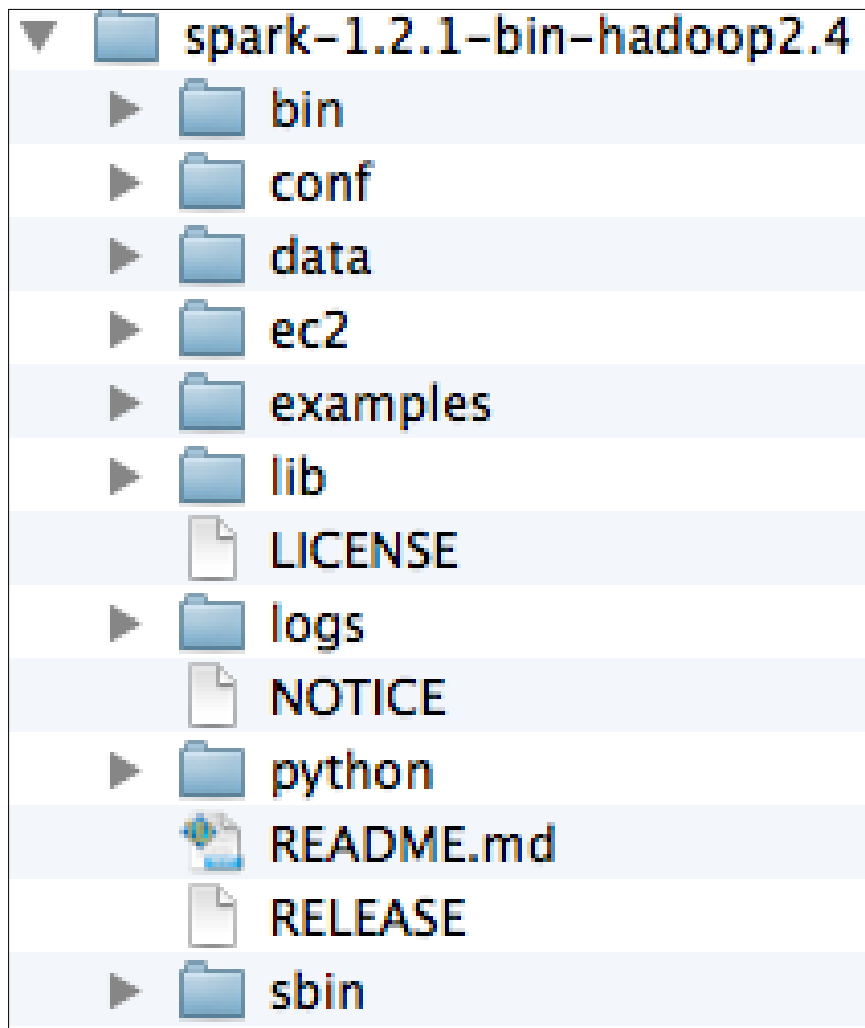 spark-1.2.1-bin-hadoop2.4
bin
conf
data
ec2
examples
lib
LICENSE
logs
NOTICE
python
README.md
RELEASE
sbin